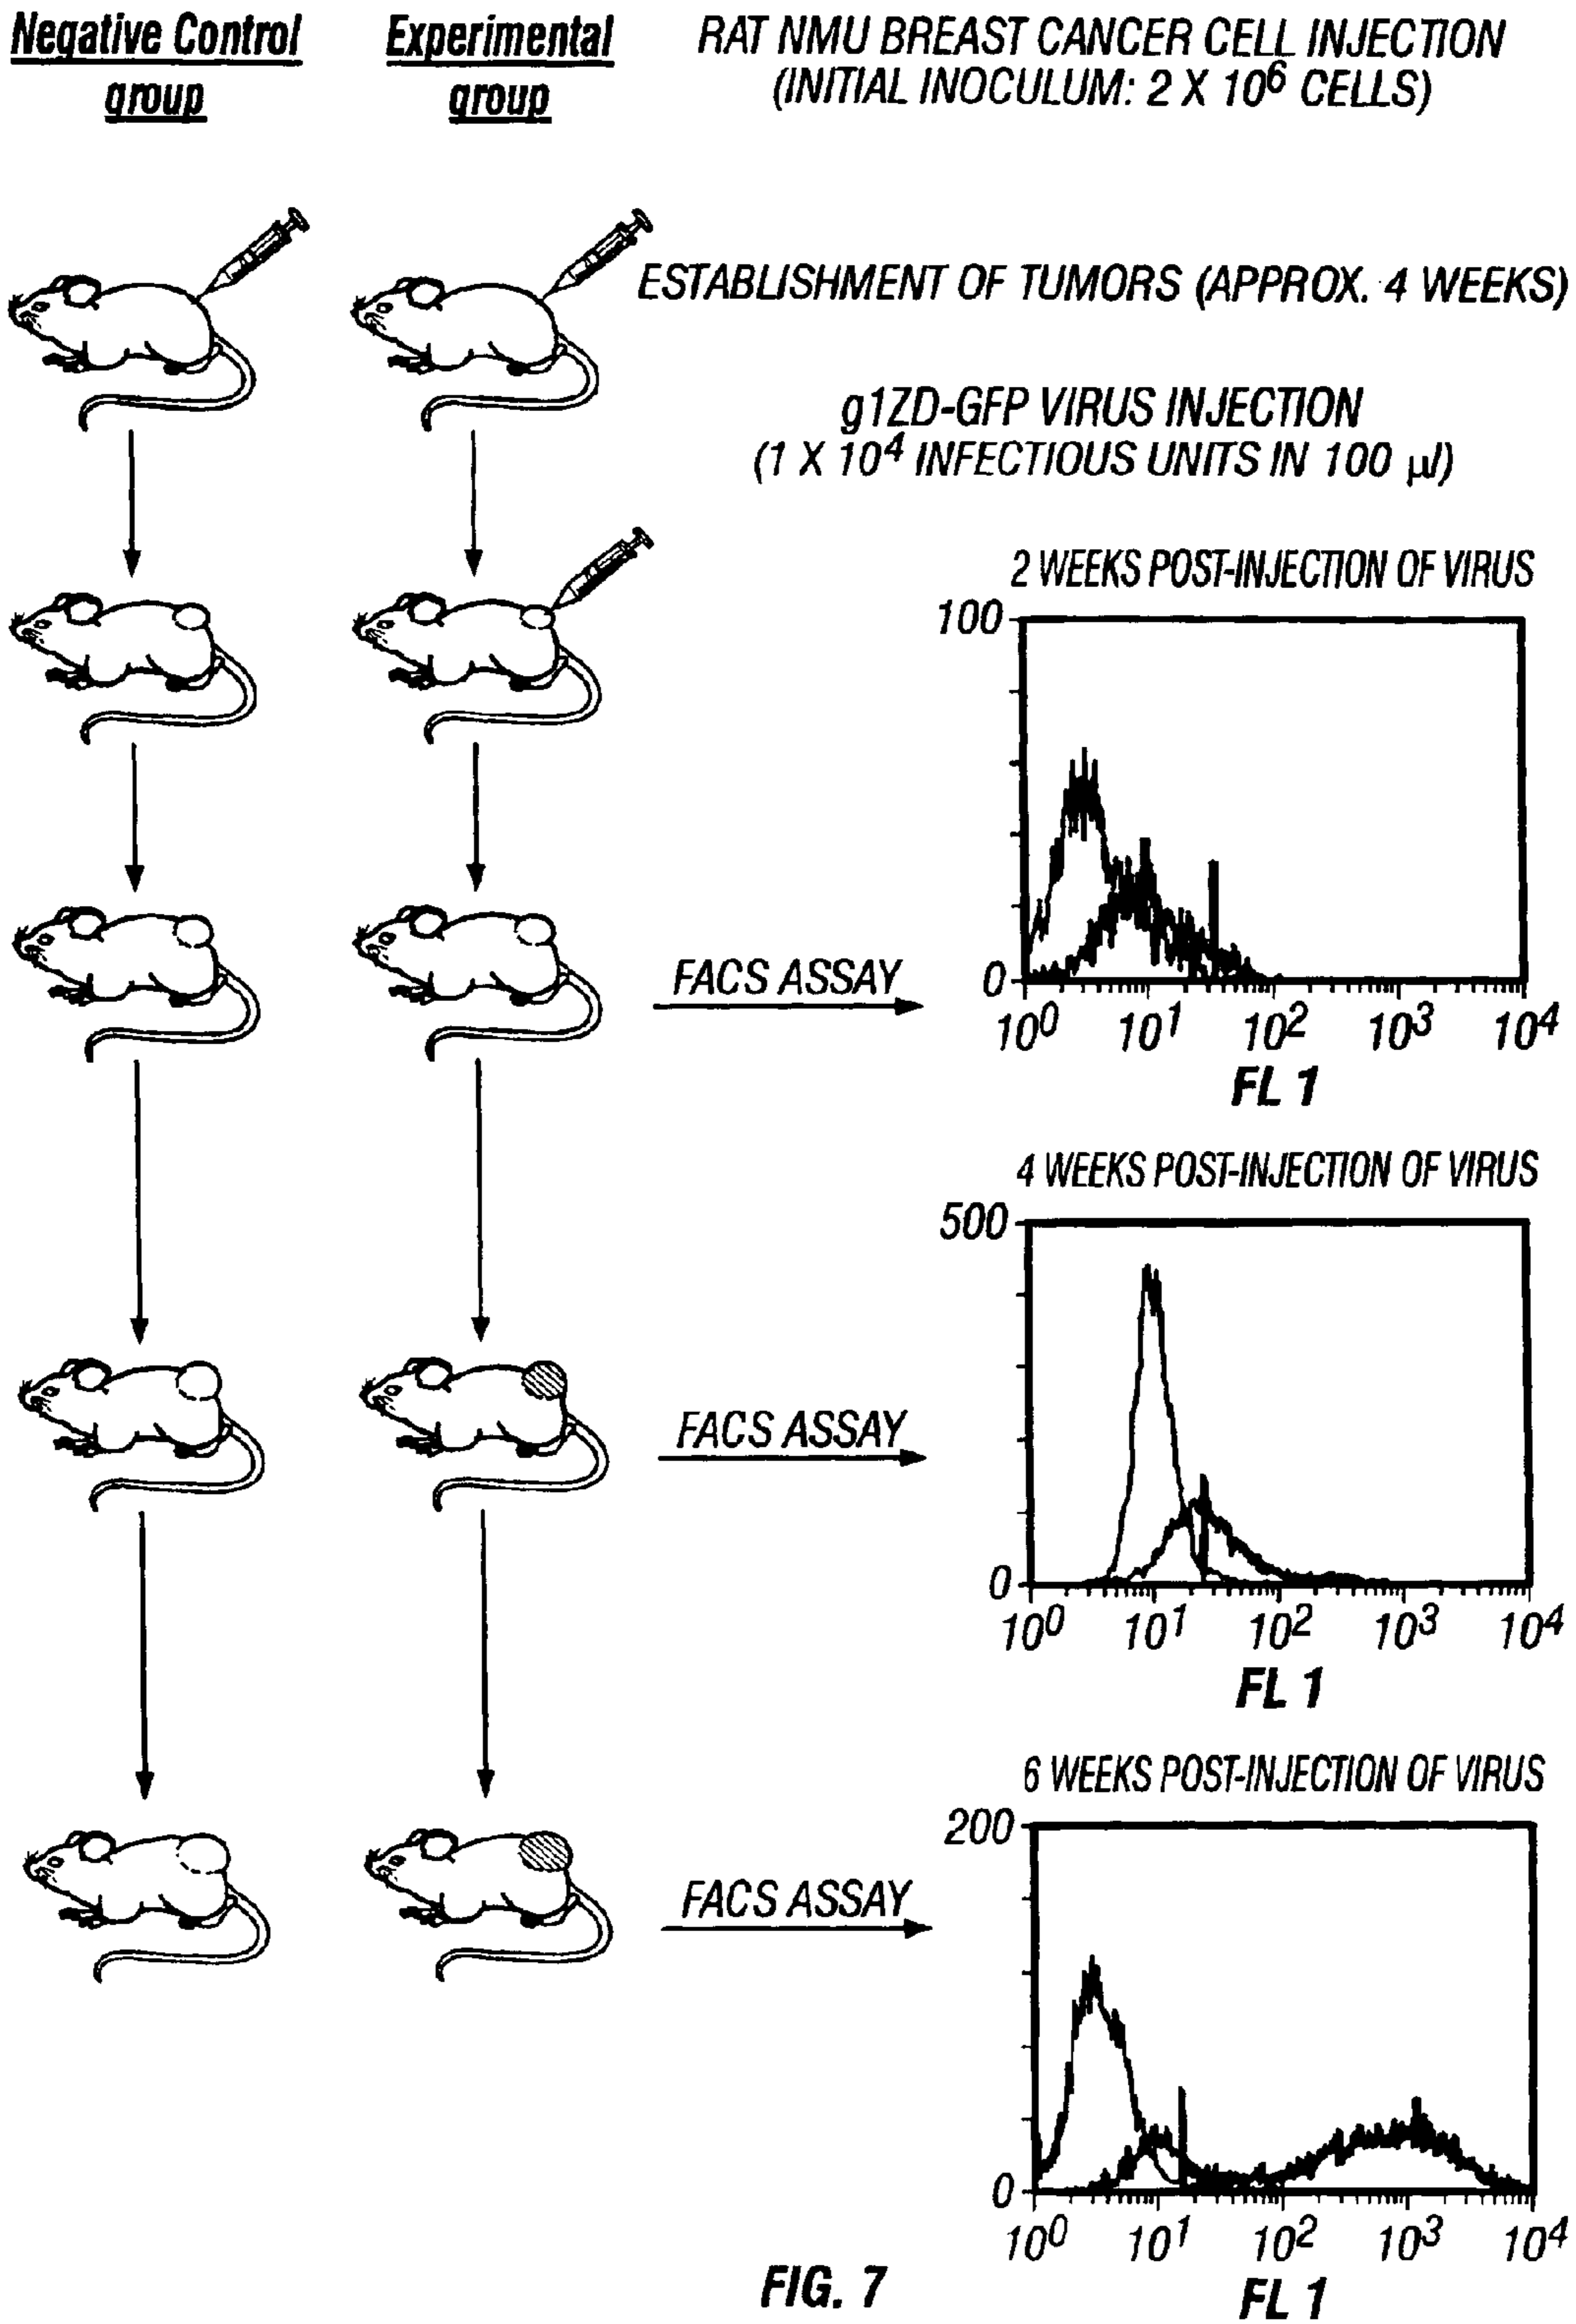 Negative Control
group
Experimental
group
RAT NMU BREAST CANCER CELL INJECTION
(INITIAL INOCULUM: 2 X 10⁶ CELLS)
ESTABLISHMENT OF TUMORS (APPROX. 4 WEEKS)
g1ZD-GFP VIRUS INJECTION
(1 X 10⁴ INFECTIOUS UNITS IN 100 µl)
2 WEEKS POST-INJECTION OF VIRUS
100
0
10⁰ 10¹ 10² 10³ 10⁴
FL 1
FACS ASSAY
4 WEEKS POST-INJECTION OF VIRUS
500
0
10⁰ 10¹ 10² 10³ 10⁴
FL 1
FACS ASSAY
6 WEEKS POST-INJECTION OF VIRUS
200
0
10⁰ 10¹ 10² 10³ 10⁴
FL 1
FACS ASSAY
FIG. 7